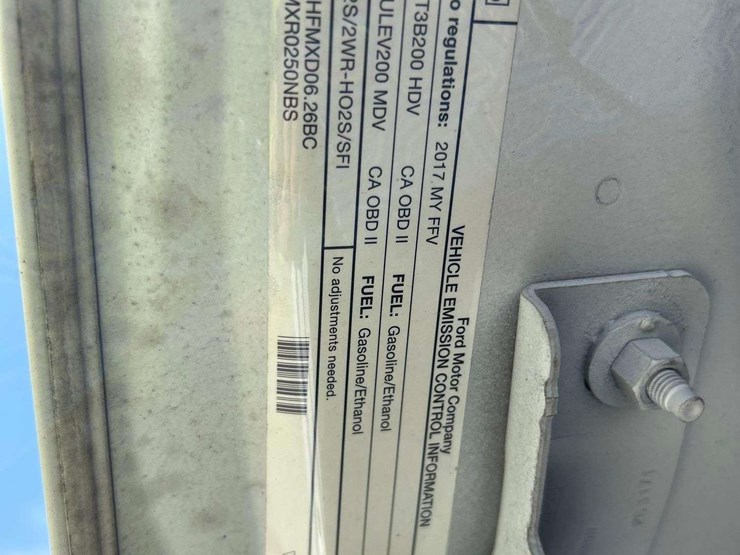 Ford Motor Company
VEHICLE EMISSION CONTROL INFORMATION
o regulations: 2017 MY FFV
T3B200 HDV CA OBD II FUEL: Gasoline/Ethanol
ULEV200 MDV CA OBD II FUEL: Gasoline/Ethanol
2S/2WR-HO2S/SFI No adjustments needed.
HFMXD06.26BC
MXR0250NBS